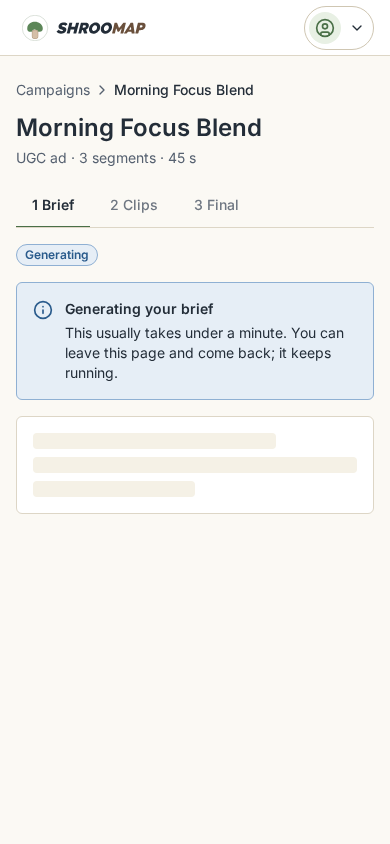 SHROOMAP
Campaigns > Morning Focus Blend
Morning Focus Blend
UGC ad · 3 segments · 45 s
1 Brief 2 Clips 3 Final
Generating
Generating your brief
This usually takes under a minute. You can
leave this page and come back; it keeps
running.